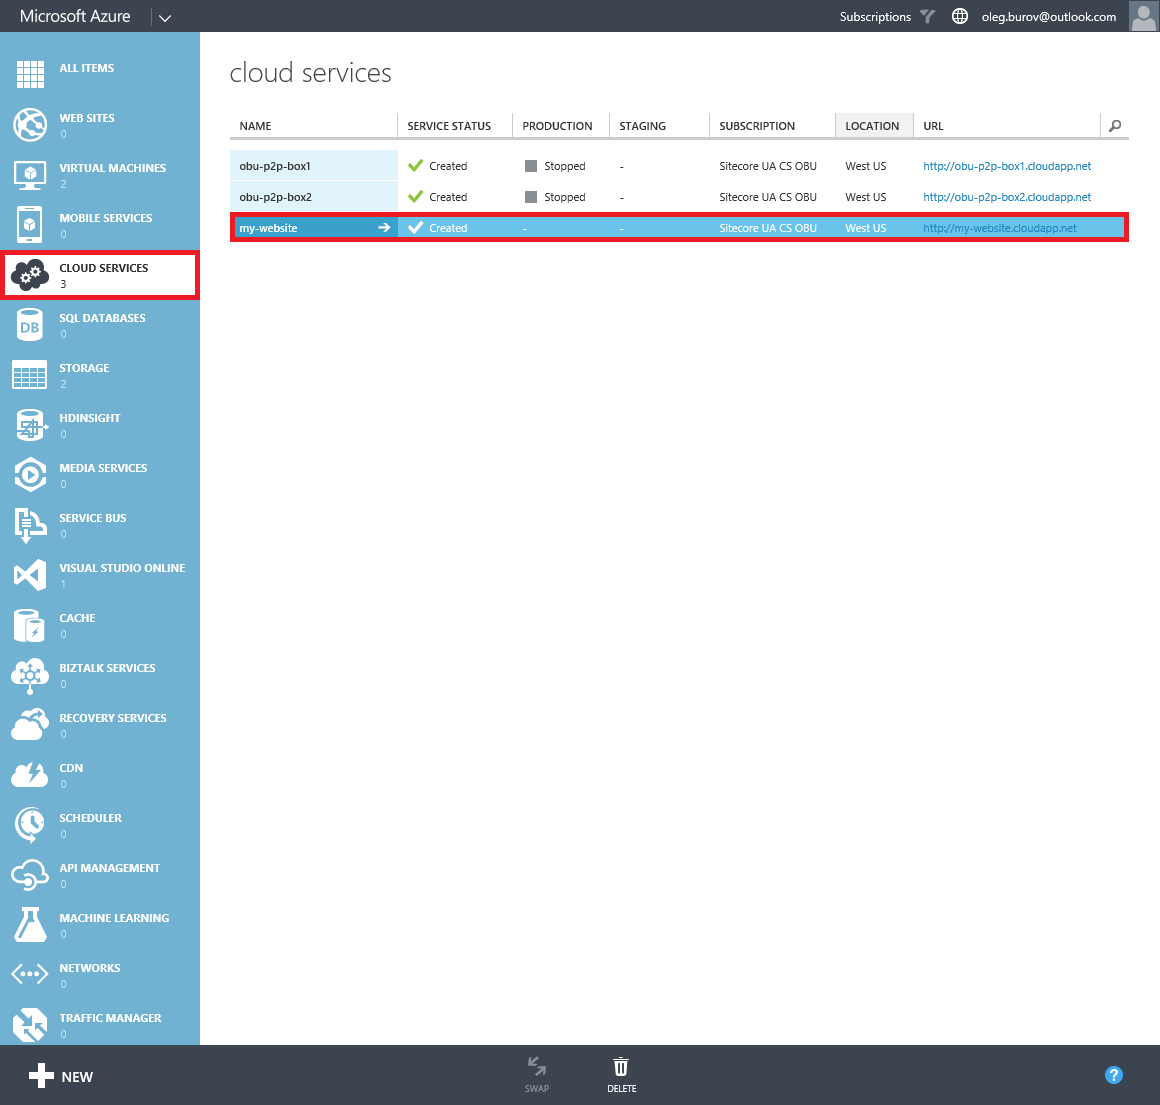 Microsoft Azure
Subscriptions oleg.burov@outlook.com
ALL ITEMS
WEB SITES
0
VIRTUAL MACHINES
2
MOBILE SERVICES
0
CLOUD SERVICES
3
SQL DATABASES
0
DB
STORAGE
2
HDINSIGHT
0
MEDIA SERVICES
0
SERVICE BUS
0
VISUAL STUDIO ONLINE
1
CACHE
0
BIZTALK SERVICES
0
RECOVERY SERVICES
0
CDN
0
SCHEDULER
0
API MANAGEMENT
0
MACHINE LEARNING
0
NETWORKS
0
TRAFFIC MANAGER
0
cloud services
NAME SERVICE STATUS PRODUCTION STAGING SUBSCRIPTION LOCATION URL
obu-p2p-box1 Created Stopped - Sitecore UA CS OBU West US http://obu-p2p-box1.cloudapp.net
obu-p2p-box2 Created Stopped - Sitecore UA CS OBU West US http://obu-p2p-box2.cloudapp.net
my-website Created - - Sitecore UA CS OBU West US http://my-website.cloudapp.net
NEW
SWAP
DELETE
?